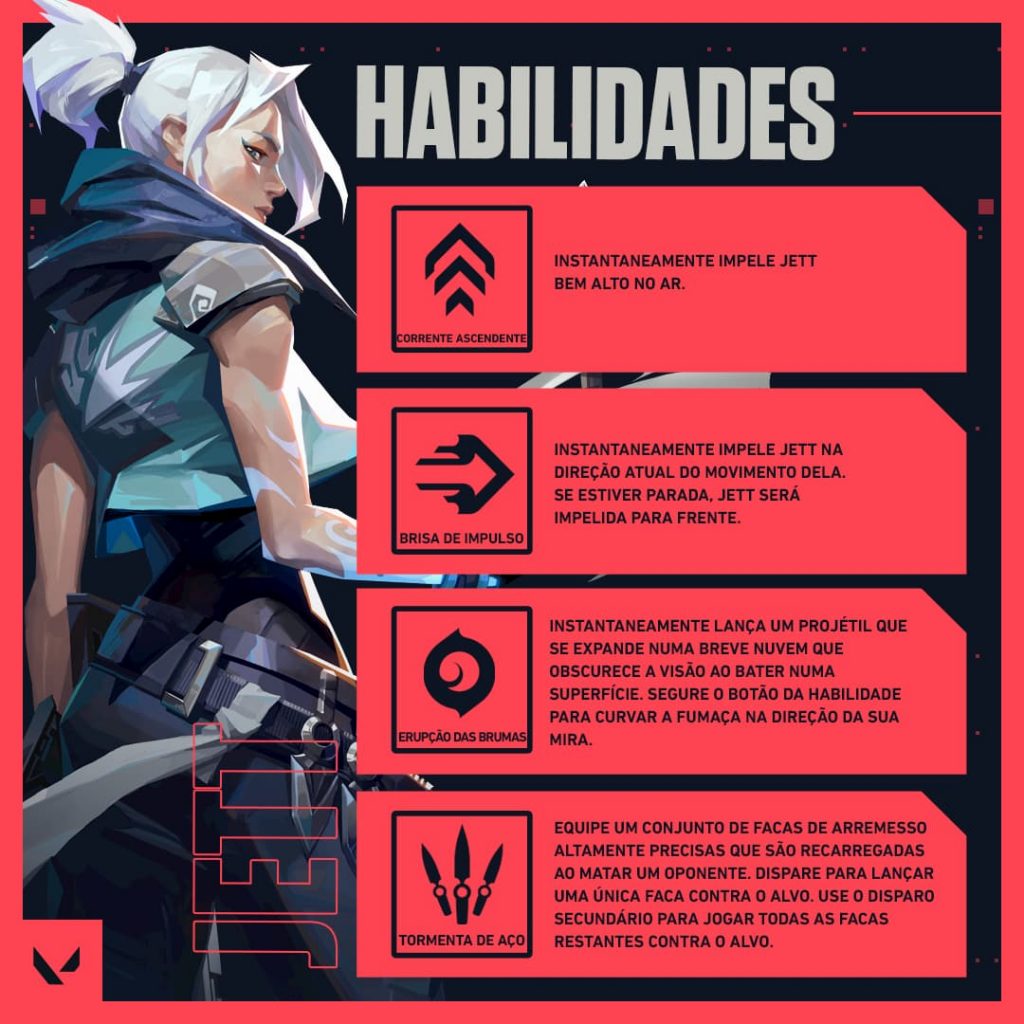 HABILIDADES
CORRENTE ASCENDENTE
INSTANTANEAMENTE IMPELE JETT
BEM ALTO NO AR.
BRISA DE IMPULSO
INSTANTANEAMENTE IMPELE JETT NA
DIREÇÃO ATUAL DO MOVIMENTO DELA.
SE ESTIVER PARADA, JETT SERÁ
IMPELIDA PARA FRENTE.
ERUPÇÃO DAS BRUMAS
INSTANTANEAMENTE LANÇA UM PROJÉTIL QUE
SE EXPANDE NUMA BREVE NUVEM QUE
OBSCURECE A VISÃO AO BATER NUMA
SUPERFÍCIE. SEGURE O BOTÃO DA HABILIDADE
PARA CURVAR A FUMAÇA NA DIREÇÃO DA SUA
MIRA.
TORMENTA DE AÇO
EQUIPE UM CONJUNTO DE FACAS DE ARREMESSO
ALTAMENTE PRECISAS QUE SÃO RECARREGADAS
AO MATAR UM OPONENTE. DISPARE PARA LANÇAR
UMA ÚNICA FACA CONTRA O ALVO. USE O DISPARO
SECUNDÁRIO PARA JOGAR TODAS AS FACAS
RESTANTES CONTRA O ALVO.
JETT